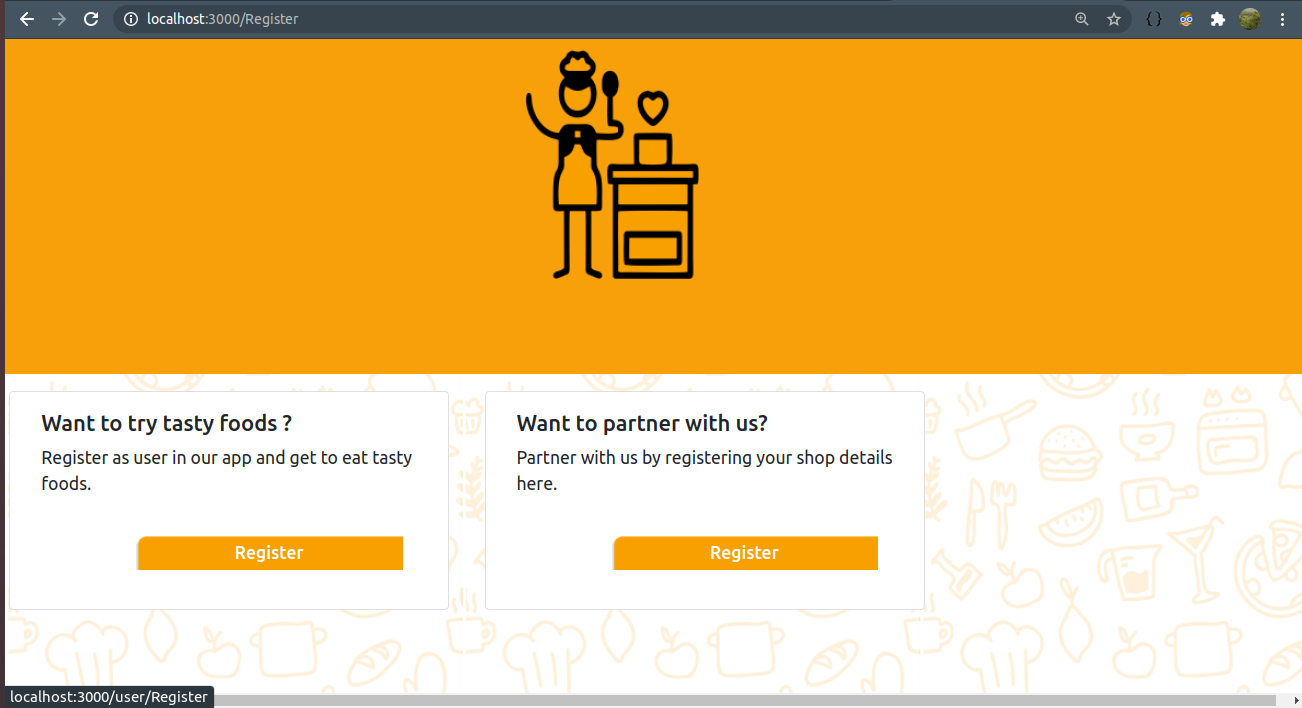 localhost:3000/Register
Want to try tasty foods ?
Register as user in our app and get to eat tasty
foods.
Register
Want to partner with us?
Partner with us by registering your shop details
here.
Register
localhost:3000/user/Register